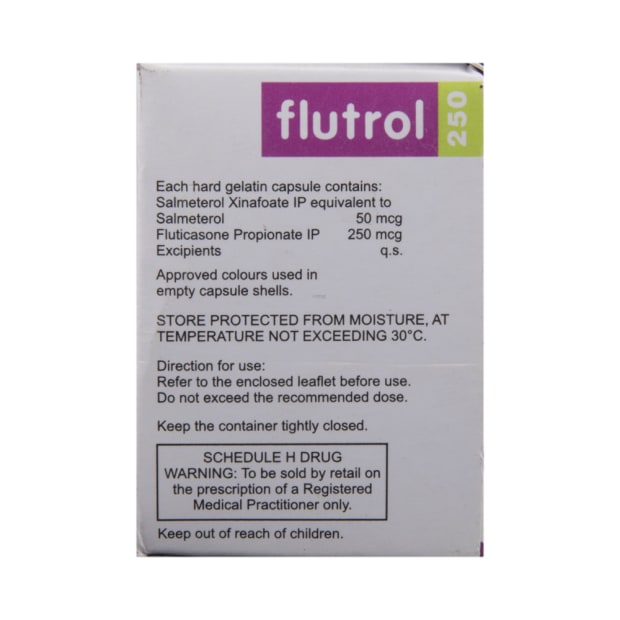 flutrol 250
Each hard gelatin capsule contains:
Salmeterol Xinafoate IP equivalent to
Salmeterol 50 mcg
Fluticasone Propionate IP 250 mcg
Excipients q.s.
Approved colours used in
empty capsule shells.
STORE PROTECTED FROM MOISTURE, AT
TEMPERATURE NOT EXCEEDING 30°C.
Direction for use:
Refer to the enclosed leaflet before use.
Do not exceed the recommended dose.
Keep the container tightly closed.
SCHEDULE H DRUG
WARNING: To be sold by retail on
the prescription of a Registered
Medical Practitioner only.
Keep out of reach of children.